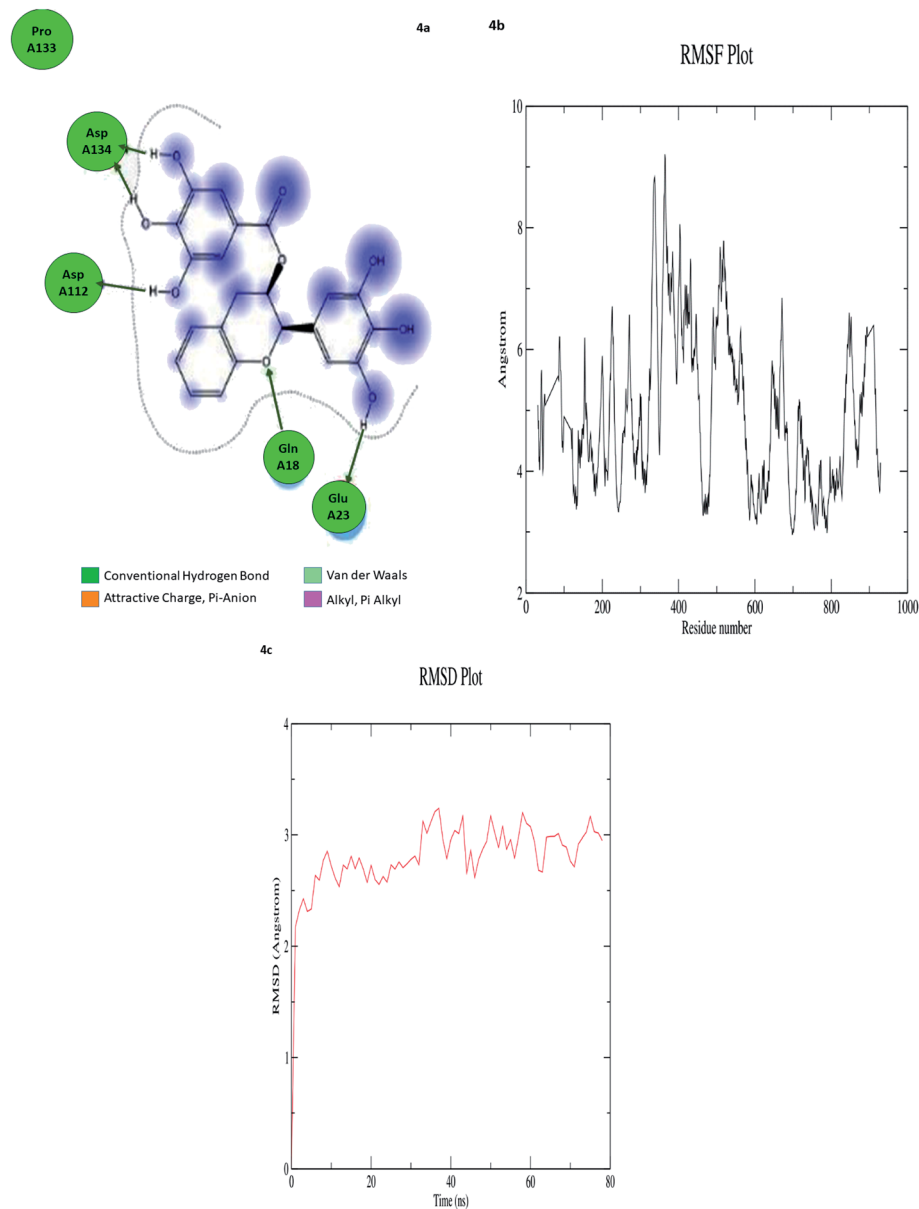 4a
Pro
A133
Asp
A134
H
O
O
H
O
O
Asp
A112
H
O
OH
OH
O
O
H
Gln
A18
Glu
A23
Conventional Hydrogen Bond
Van der Waals
Attractive Charge, Pi-Anion
Alkyl, Pi Alkyl
4b
RMSF Plot
10
8
6
4
2
Angstrom
0
200
400
600
800
1000
Residue number
4c
RMSD Plot
4
3
2
1
0
RMSD (Angstrom)
0
20
40
60
80
Time (ns)